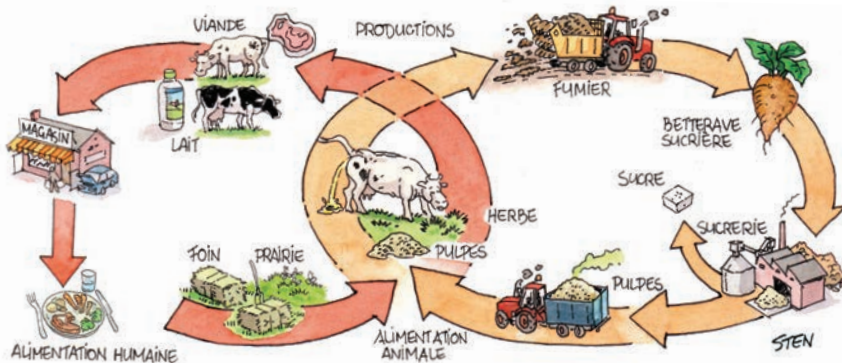 VIANDE
PRODUCTIONS
FUMIER
BETTERAVE
SUCRIÈRE
LAIT
MAGASIN
HERBE
SUCRE
SUCRERIE
PULPES
FOIN
PRAIRIE
PULPES
ALIMENTATION HUMAINE
ALIMENTATION
ANIMALE
STEN